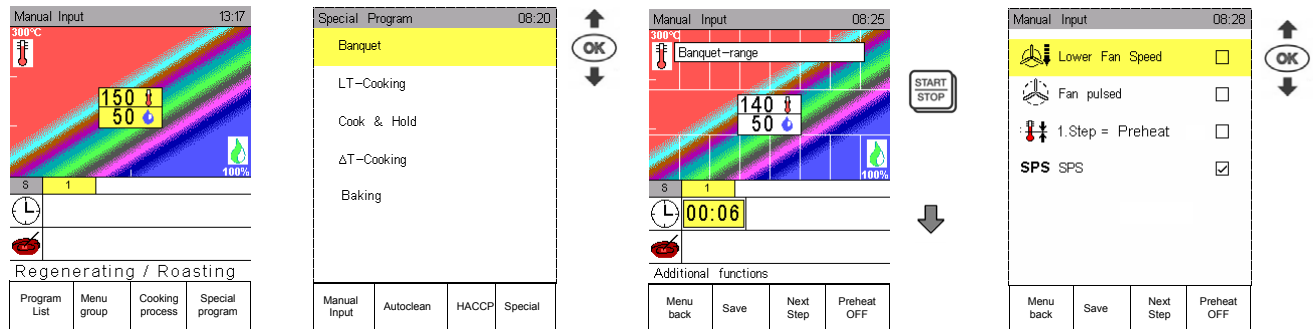 Manual Input 13:17
300°C
150
50
100%
S 1
Regenerating / Roasting
Program List
Menu group
Cooking process
Special program
Special Program 08:20
Banquet
LT-Cooking
Cook & Hold
ΔT-Cooking
Baking
Manual Input
Autoclean
HACCP
Special
OK
Manual Input 08:25
300°C
Banquet-range
140
50
100%
S 1
00:06
Additional functions
Menu back
Save
Next Step
Preheat OFF
START
STOP
Manual Input 08:28
Lower Fan Speed
Fan pulsed
1.Step = Preheat
SPS SPS
Menu back
Save
Next Step
Preheat OFF
OK